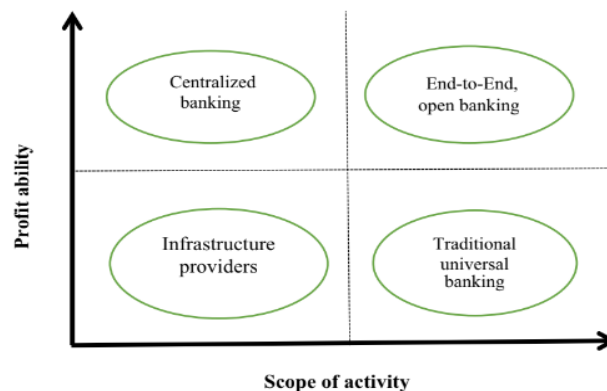 Centralized
banking
End-to-End,
open banking
Profit ability
Infrastructure
providers
Traditional
universal
banking
Scope of activity